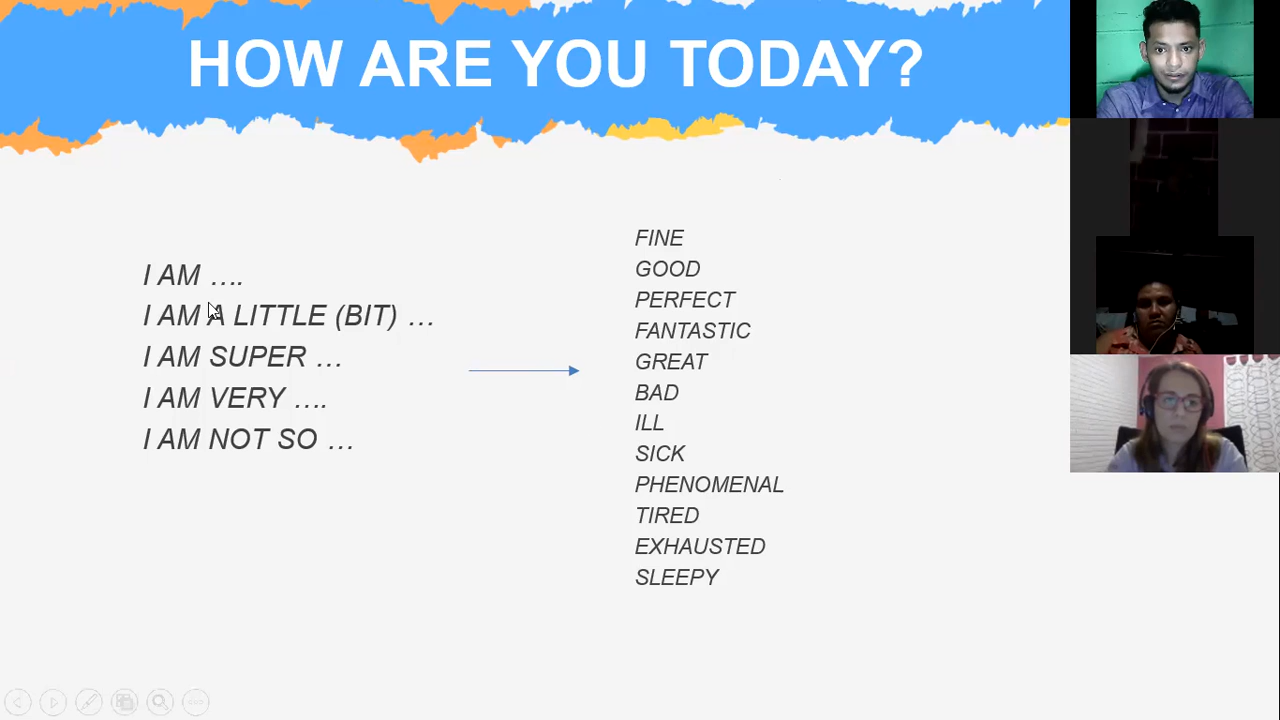 HOW ARE YOU TODAY?
I AM ….
I AM A LITTLE (BIT) …
I AM SUPER …
I AM VERY ….
I AM NOT SO …
FINE
GOOD
PERFECT
FANTASTIC
GREAT
BAD
ILL
SICK
PHENOMENAL
TIRED
EXHAUSTED
SLEEPY